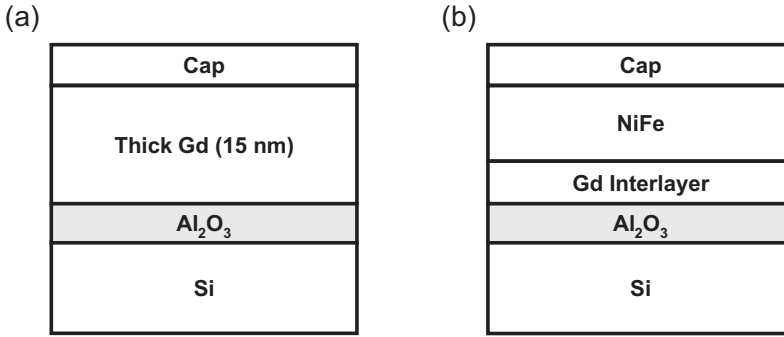 (a)
Cap
Thick Gd (15 nm)
Al₂O₃
Si
(b)
Cap
NiFe
Gd Interlayer
Al₂O₃
Si